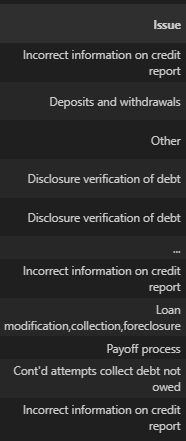 Issue
Incorrect information on credit
report
Deposits and withdrawals
Other
Disclosure verification of debt
Disclosure verification of debt
...
Incorrect information on credit
report
Loan
modification,collection,foreclosure
Payoff process
Cont'd attempts collect debt not
owed
Incorrect information on credit
report